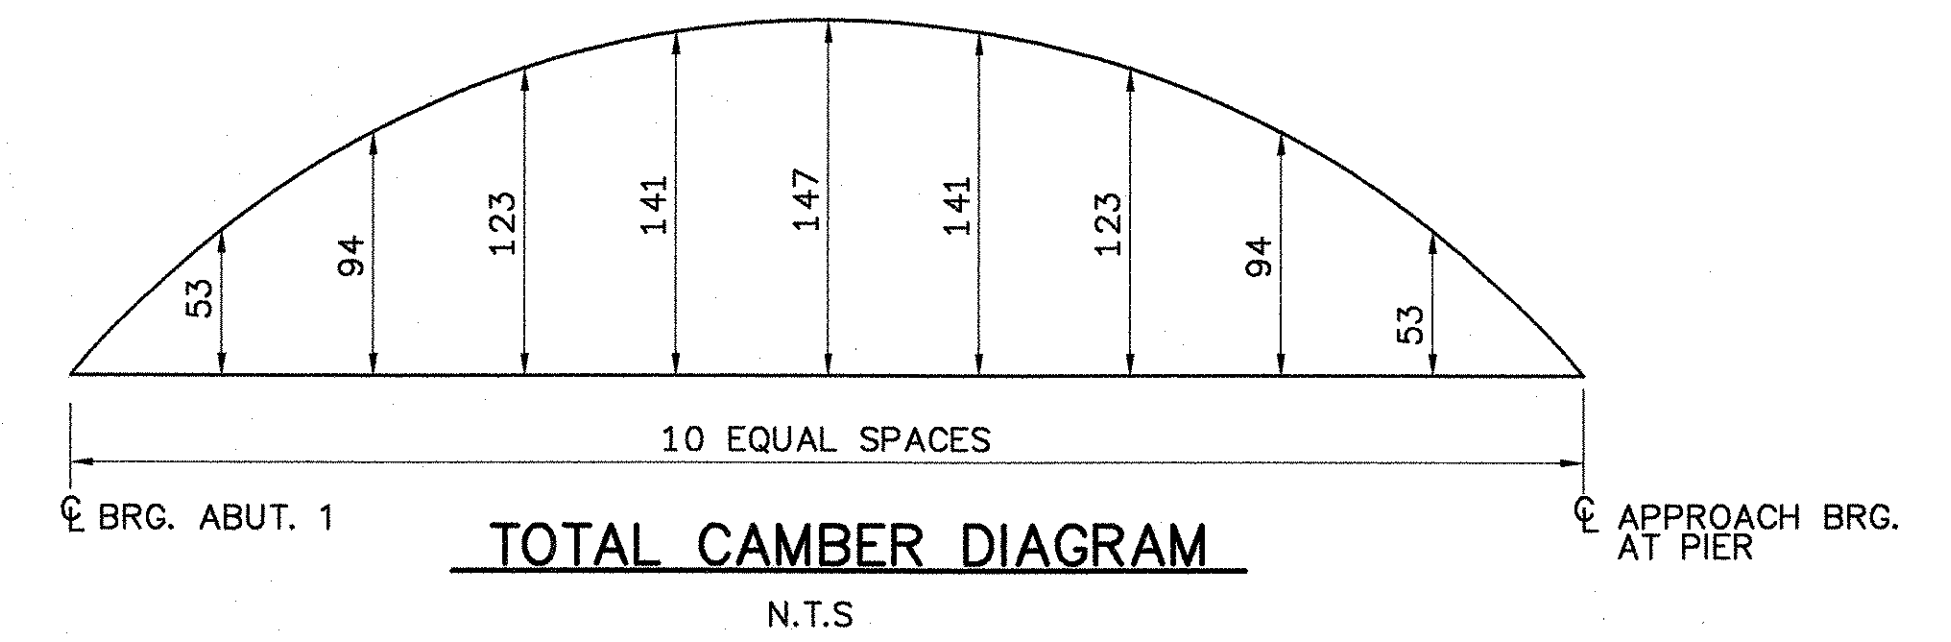 53
94
123
141
147
141
123
94
53
10 EQUAL SPACES
℄ BRG. ABUT. 1
℄ APPROACH BRG.
AT PIER
TOTAL CAMBER DIAGRAM
N.T.S